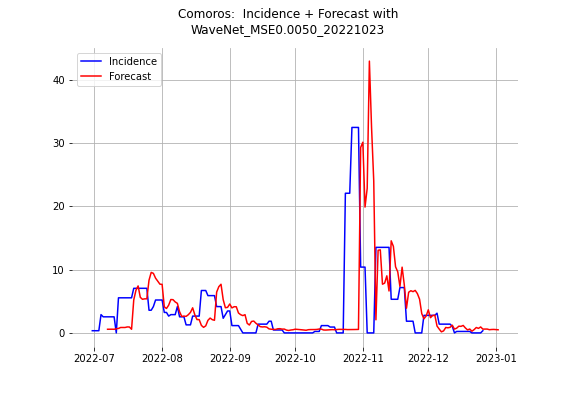 Comoros:  Incidence + Forecast with
WaveNet_MSE0.0050_20221023
Incidence
Forecast
40
30
20
10
0
2022-07 2022-08 2022-09 2022-10 2022-11 2022-12 2023-01